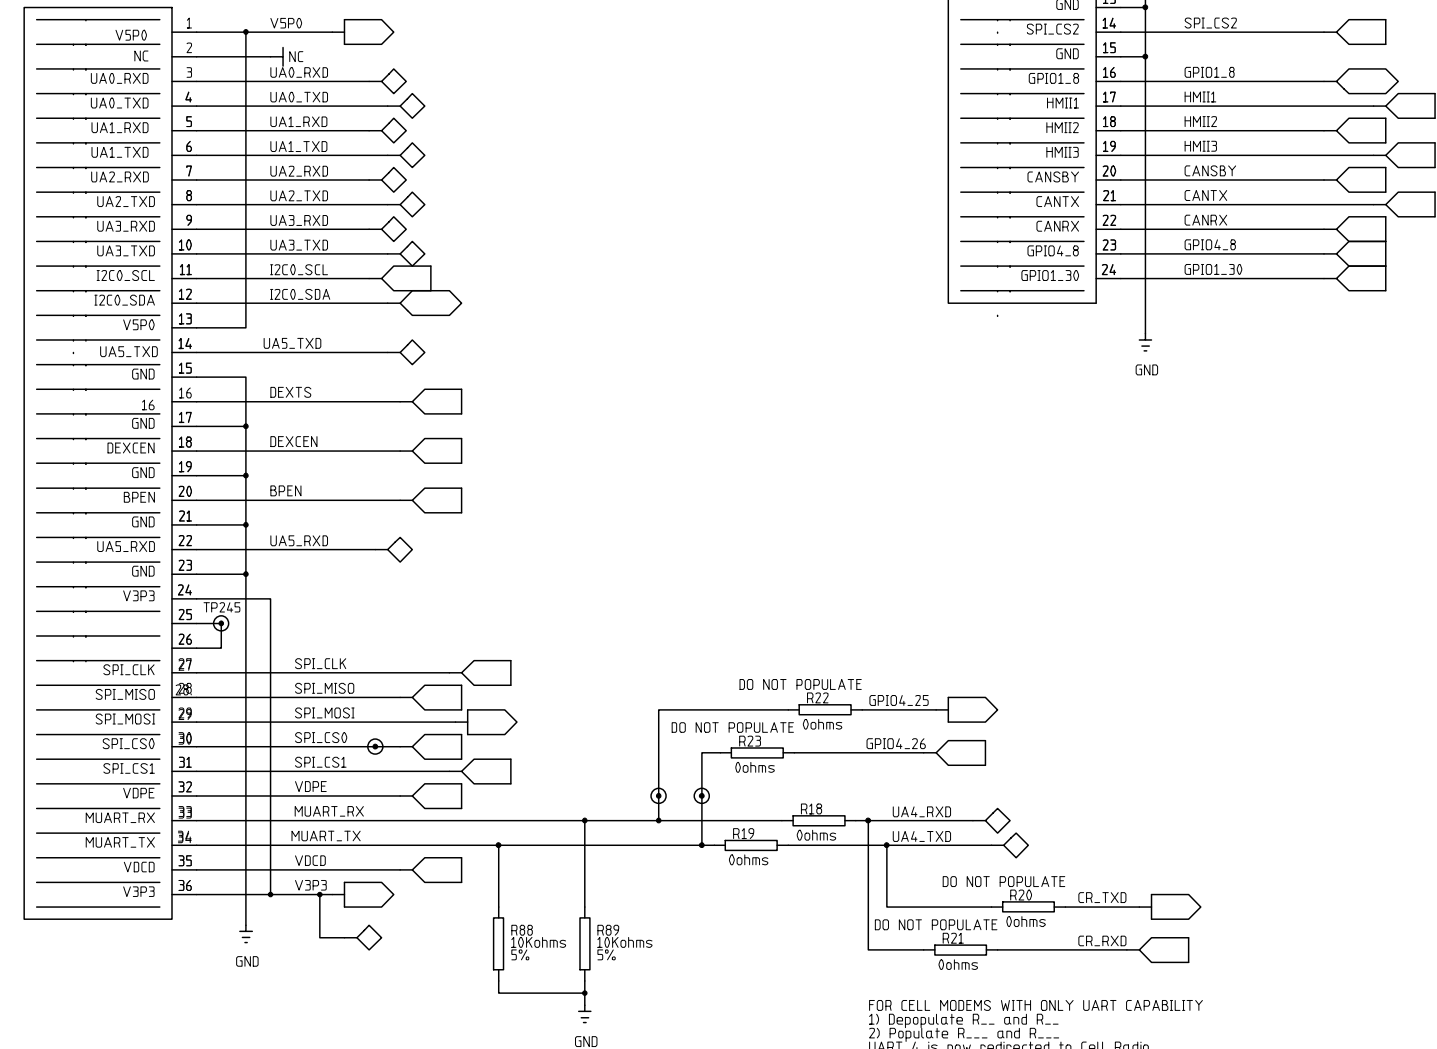 1 V5P0
V5P0
2 NC
NC
3 UA0_RXD
UA0_RXD
4 UA0_TXD
UA0_TXD
5 UA1_RXD
UA1_RXD
6 UA1_TXD
UA1_TXD
7 UA2_RXD
UA2_RXD
8 UA2_TXD
UA2_TXD
9 UA3_RXD
UA3_RXD
10 UA3_TXD
UA3_TXD
11 I2C0_SCL
I2C0_SCL
12 I2C0_SDA
I2C0_SDA
13
V5P0
14 UA5_TXD
UA5_TXD
15
GND
16 DEXTS
16
17
GND
18 DEXCEN
DEXCEN
19
GND
20 BPEN
BPEN
21
GND
22 UA5_RXD
UA5_RXD
23
GND
24
V3P3
25 TP245
26
27 SPI_CLK
SPI_CLK
28 SPI_MISO
SPI_MISO
29 SPI_MOSI
SPI_MOSI
30 SPI_CS0
SPI_CS0
31 SPI_CS1
SPI_CS1
32 VDPE
VDPE
33 MUART_RX
MUART_RX
34 MUART_TX
MUART_TX
35 VDCD
VDCD
36 V3P3
V3P3
GND
13
GND
14 SPI_CS2
SPI_CS2
15
GND
16 GPIO1_8
GPIO1_8
17 HMII1
HMII1
18 HMII2
HMII2
19 HMII3
HMII3
20 CANSBY
CANSBY
21 CANTX
CANTX
22 CANRX
CANRX
23 GPIO4_8
GPIO4_8
24 GPIO1_30
GPIO1_30
GND
DO NOT POPULATE
R22
0ohms
GPIO4_25
DO NOT POPULATE
R23
0ohms
GPIO4_26
R18
0ohms
UA4_RXD
R19
0ohms
UA4_TXD
DO NOT POPULATE
R20
0ohms
CR_TXD
DO NOT POPULATE
R21
0ohms
CR_RXD
R88
10Kohms
5%
R89
10Kohms
5%
GND
FOR CELL MODEMS WITH ONLY UART CAPABILITY
1) Depopulate R__ and R__
2) Populate R___ and R___
UART 4 is now redirected to Cell Radio